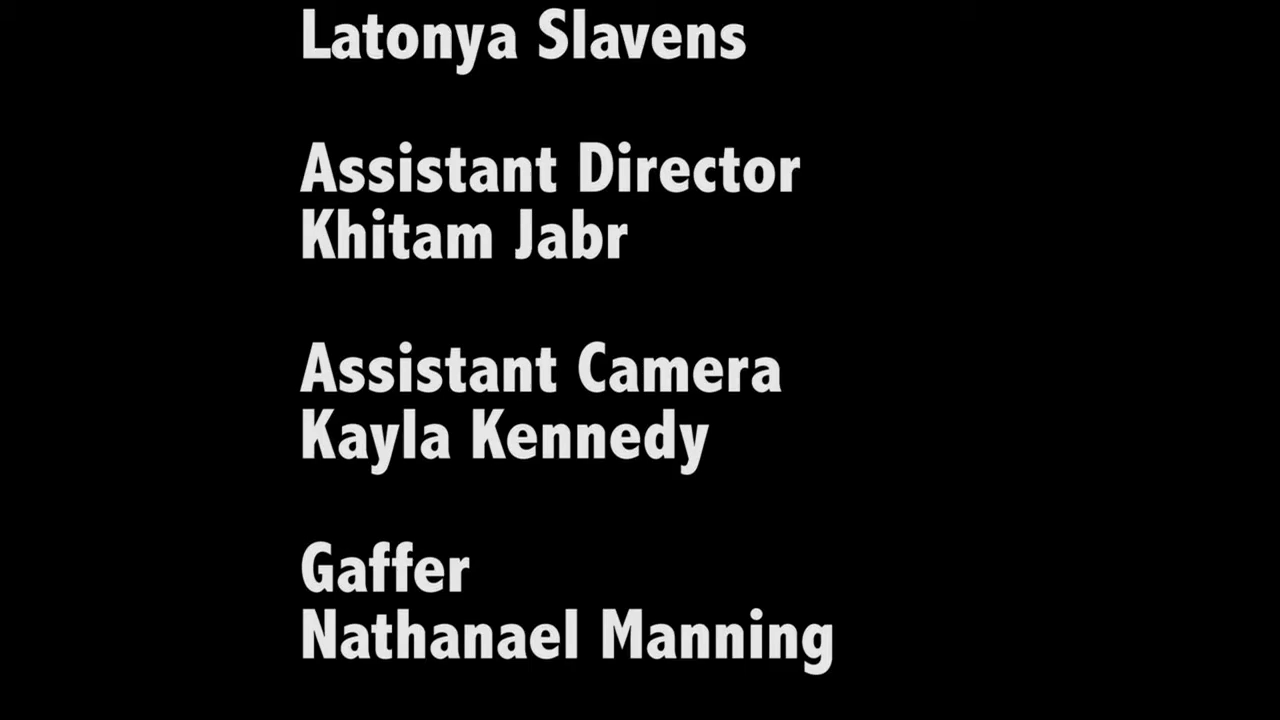 Latonya Slavens
Assistant Director
Khitam Jabr
Assistant Camera
Kayla Kennedy
Gaffer
Nathanael Manning